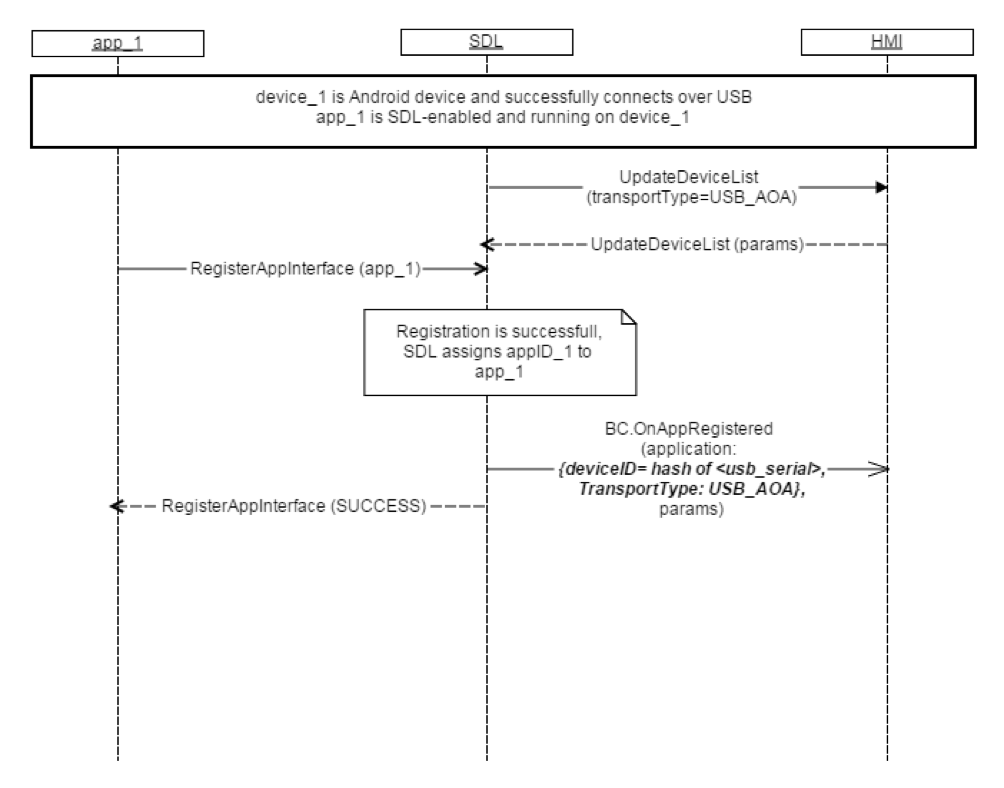 app_1
SDL
HMI
device_1 is Android device and successfully connects over USB
app_1 is SDL-enabled and running on device_1
UpdateDeviceList
(transportType=USB_AOA)
UpdateDeviceList (params)
RegisterAppInterface (app_1)
Registration is successfull,
SDL assigns appID_1 to
app_1
BC.OnAppRegistered
(application:
{deviceID= hash of <usb_serial>,
TransportType: USB_AOA},
params)
RegisterAppInterface (SUCCESS)